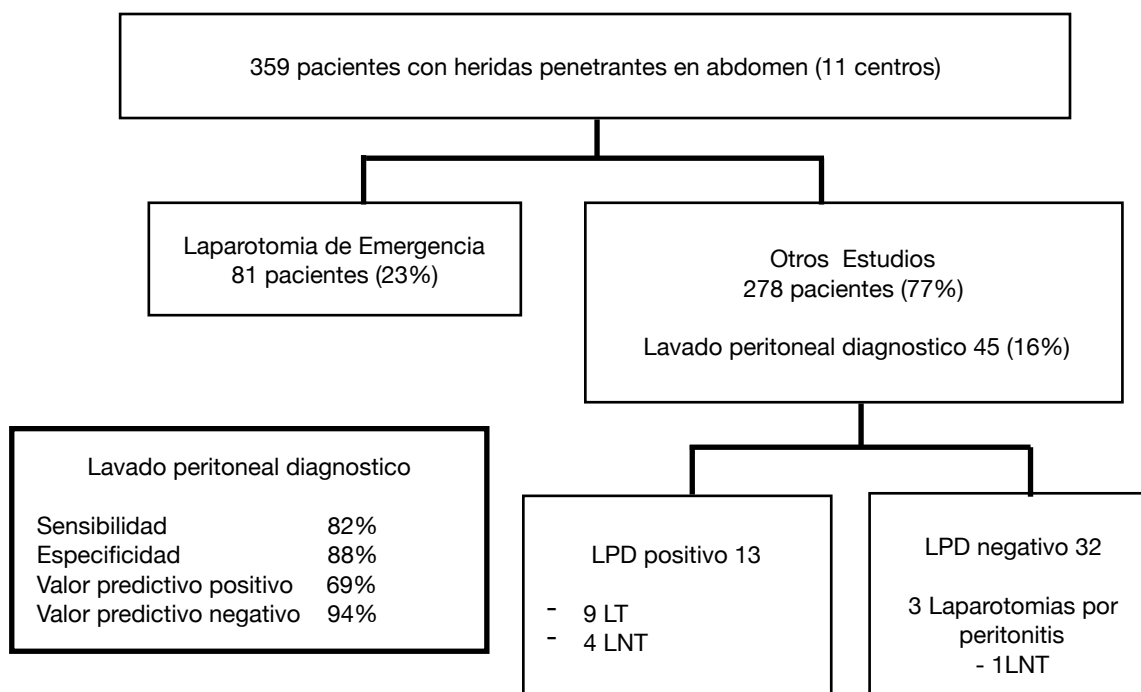 359 pacientes con heridas penetrantes en abdomen (11 centros)
Laparotomia de Emergencia
81 pacientes (23%)
Otros Estudios
278 pacientes (77%)
Lavado peritoneal diagnostico 45 (16%)
Lavado peritoneal diagnostico
Sensibilidad 82%
Especificidad 88%
Valor predictivo positivo 69%
Valor predictivo negativo 94%
LPD positivo 13
- 9 LT
- 4 LNT
LPD negativo 32
3 Laparotomias por
peritonitis
- 1LNT